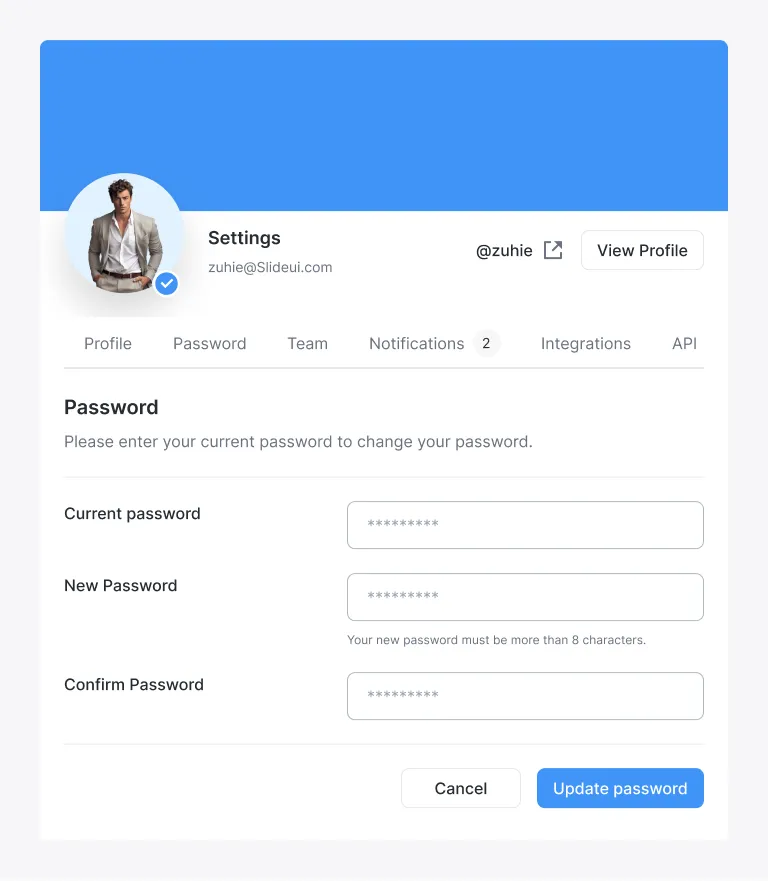 Settings
zuhie@Slideui.com
@zuhie
View Profile
Profile Password Team Notifications 2 Integrations API
Password
Please enter your current password to change your password.
Current password
*********
New Password
*********
Your new password must be more than 8 characters.
Confirm Password
*********
Cancel
Update password